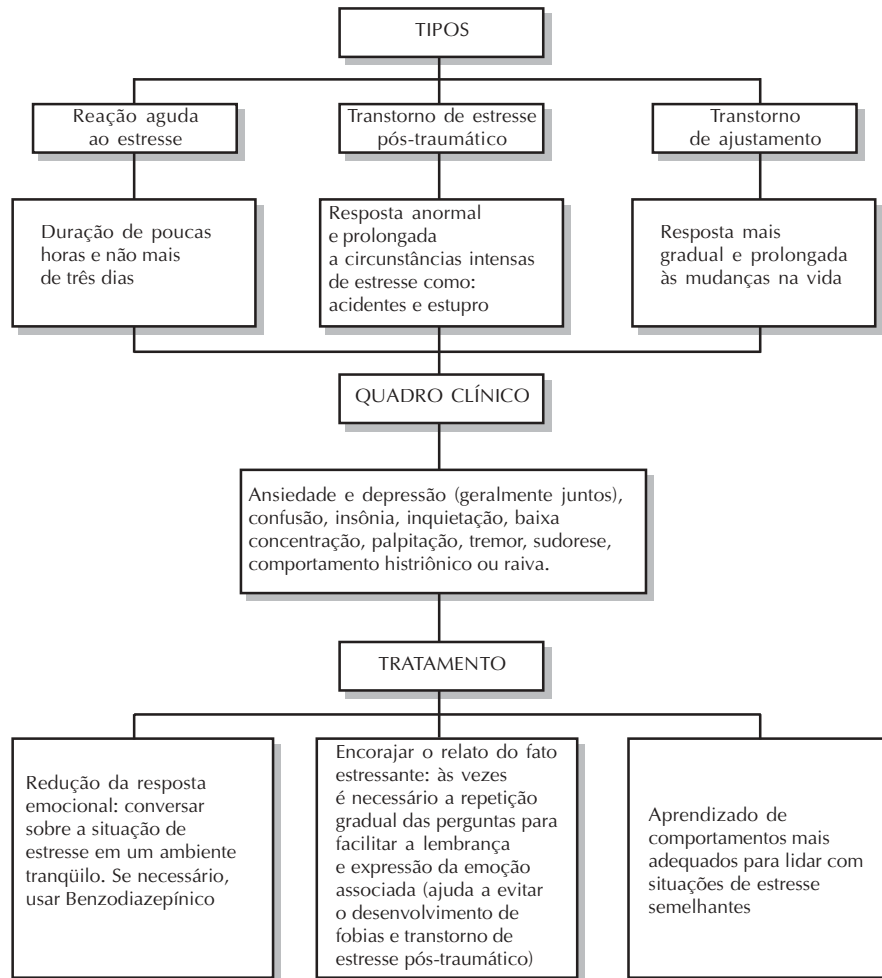 TIPOS
Reação aguda
ao estresse
Transtorno de estresse
pós-traumático
Transtorno
de ajustamento
Duração de poucas
horas e não mais
de três dias
Resposta anormal
e prolongada
a circunstâncias intensas
de estresse como:
acidentes e estupro
Resposta mais
gradual e prolongada
às mudanças na vida
QUADRO CLÍNICO
Ansiedade e depressão (geralmente juntos),
confusão, insônia, inquietação, baixa
concentração, palpitação, tremor, sudorese,
comportamento histriônico ou raiva.
TRATAMENTO
Redução da resposta
emocional: conversar
sobre a situação de
estresse em um ambiente
tranqüilo. Se necessário,
usar Benzodiazepínico
Encorajar o relato do fato
estressante: às vezes
é necessário a repetição
gradual das perguntas para
facilitar a lembrança
e expressão da emoção
associada (ajuda a evitar
o desenvolvimento de
fobias e transtorno de
estresse pós-traumático)
Aprendizado de
comportamentos mais
adequados para lidar com
situações de estresse
semelhantes